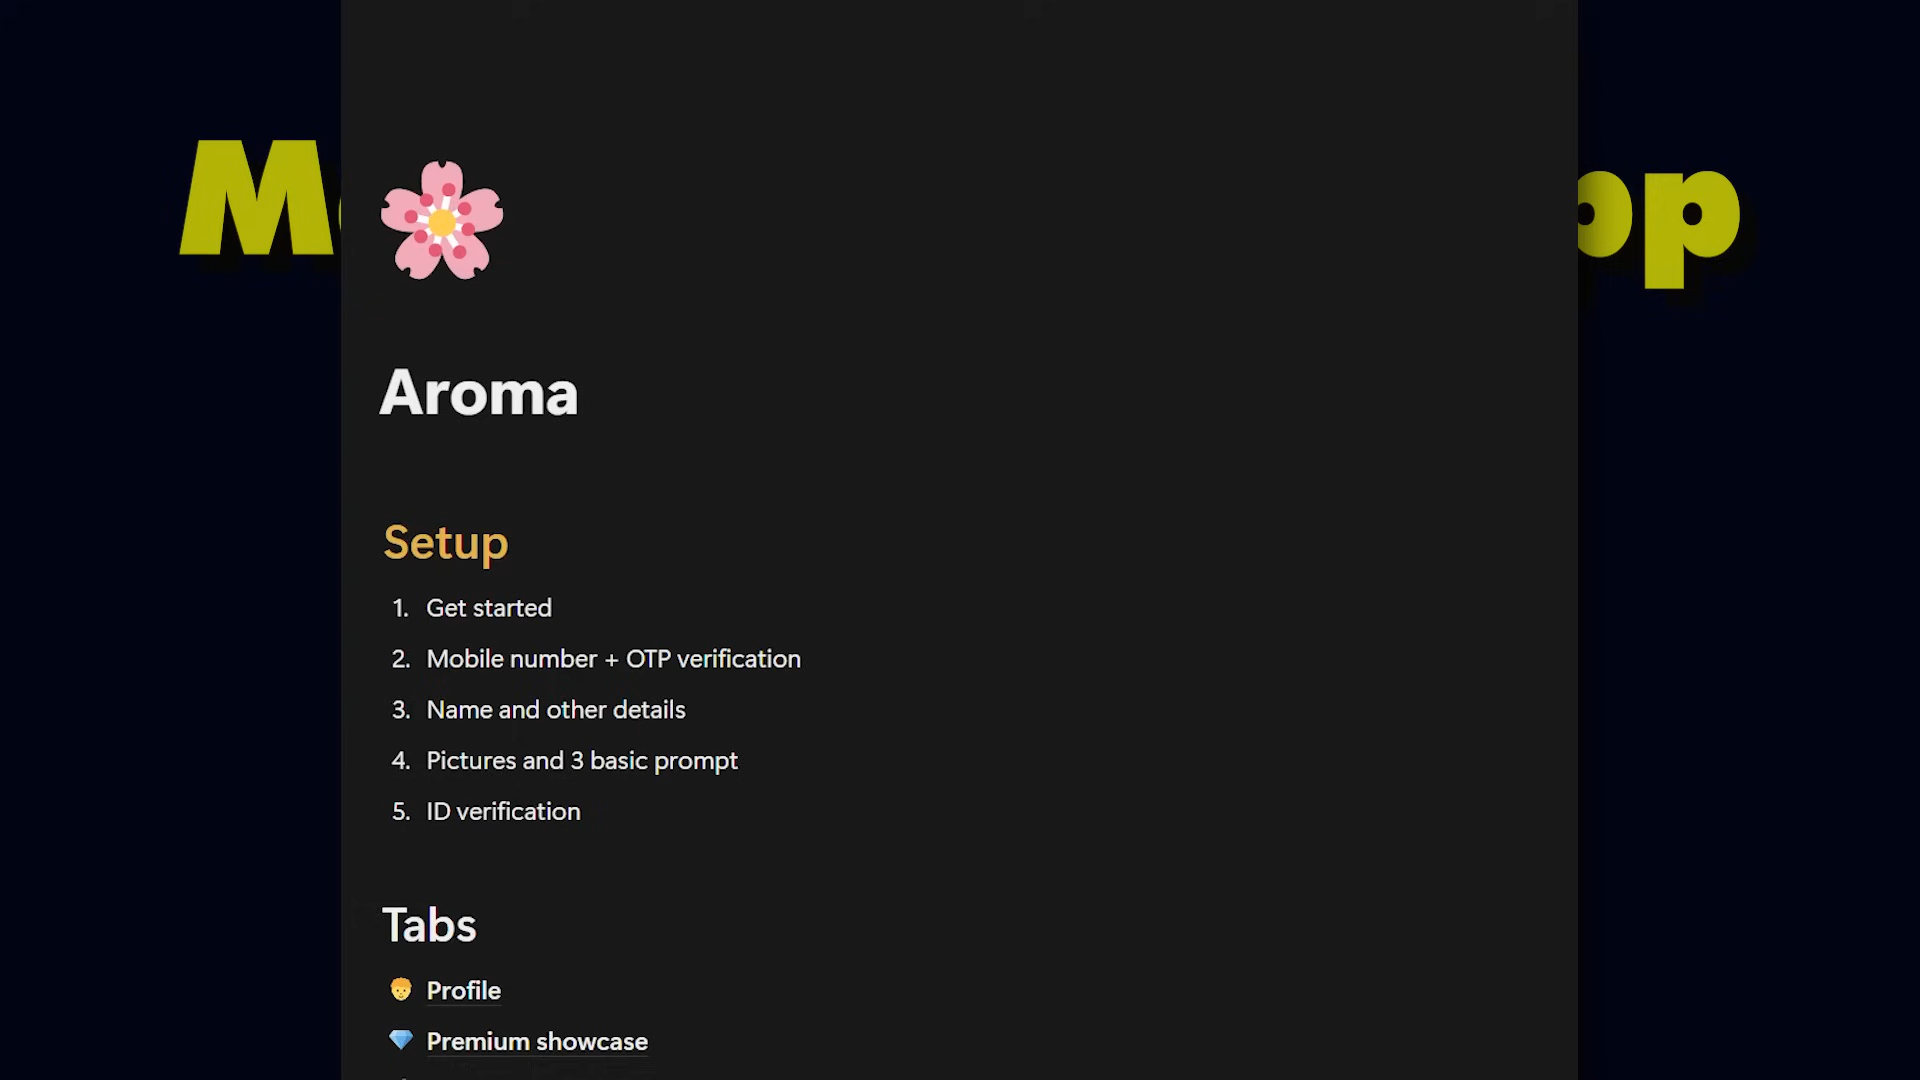 Aroma
Setup
1. Get started
2. Mobile number + OTP verification
3. Name and other details
4. Pictures and 3 basic prompt
5. ID verification
Tabs
Profile
Premium showcase